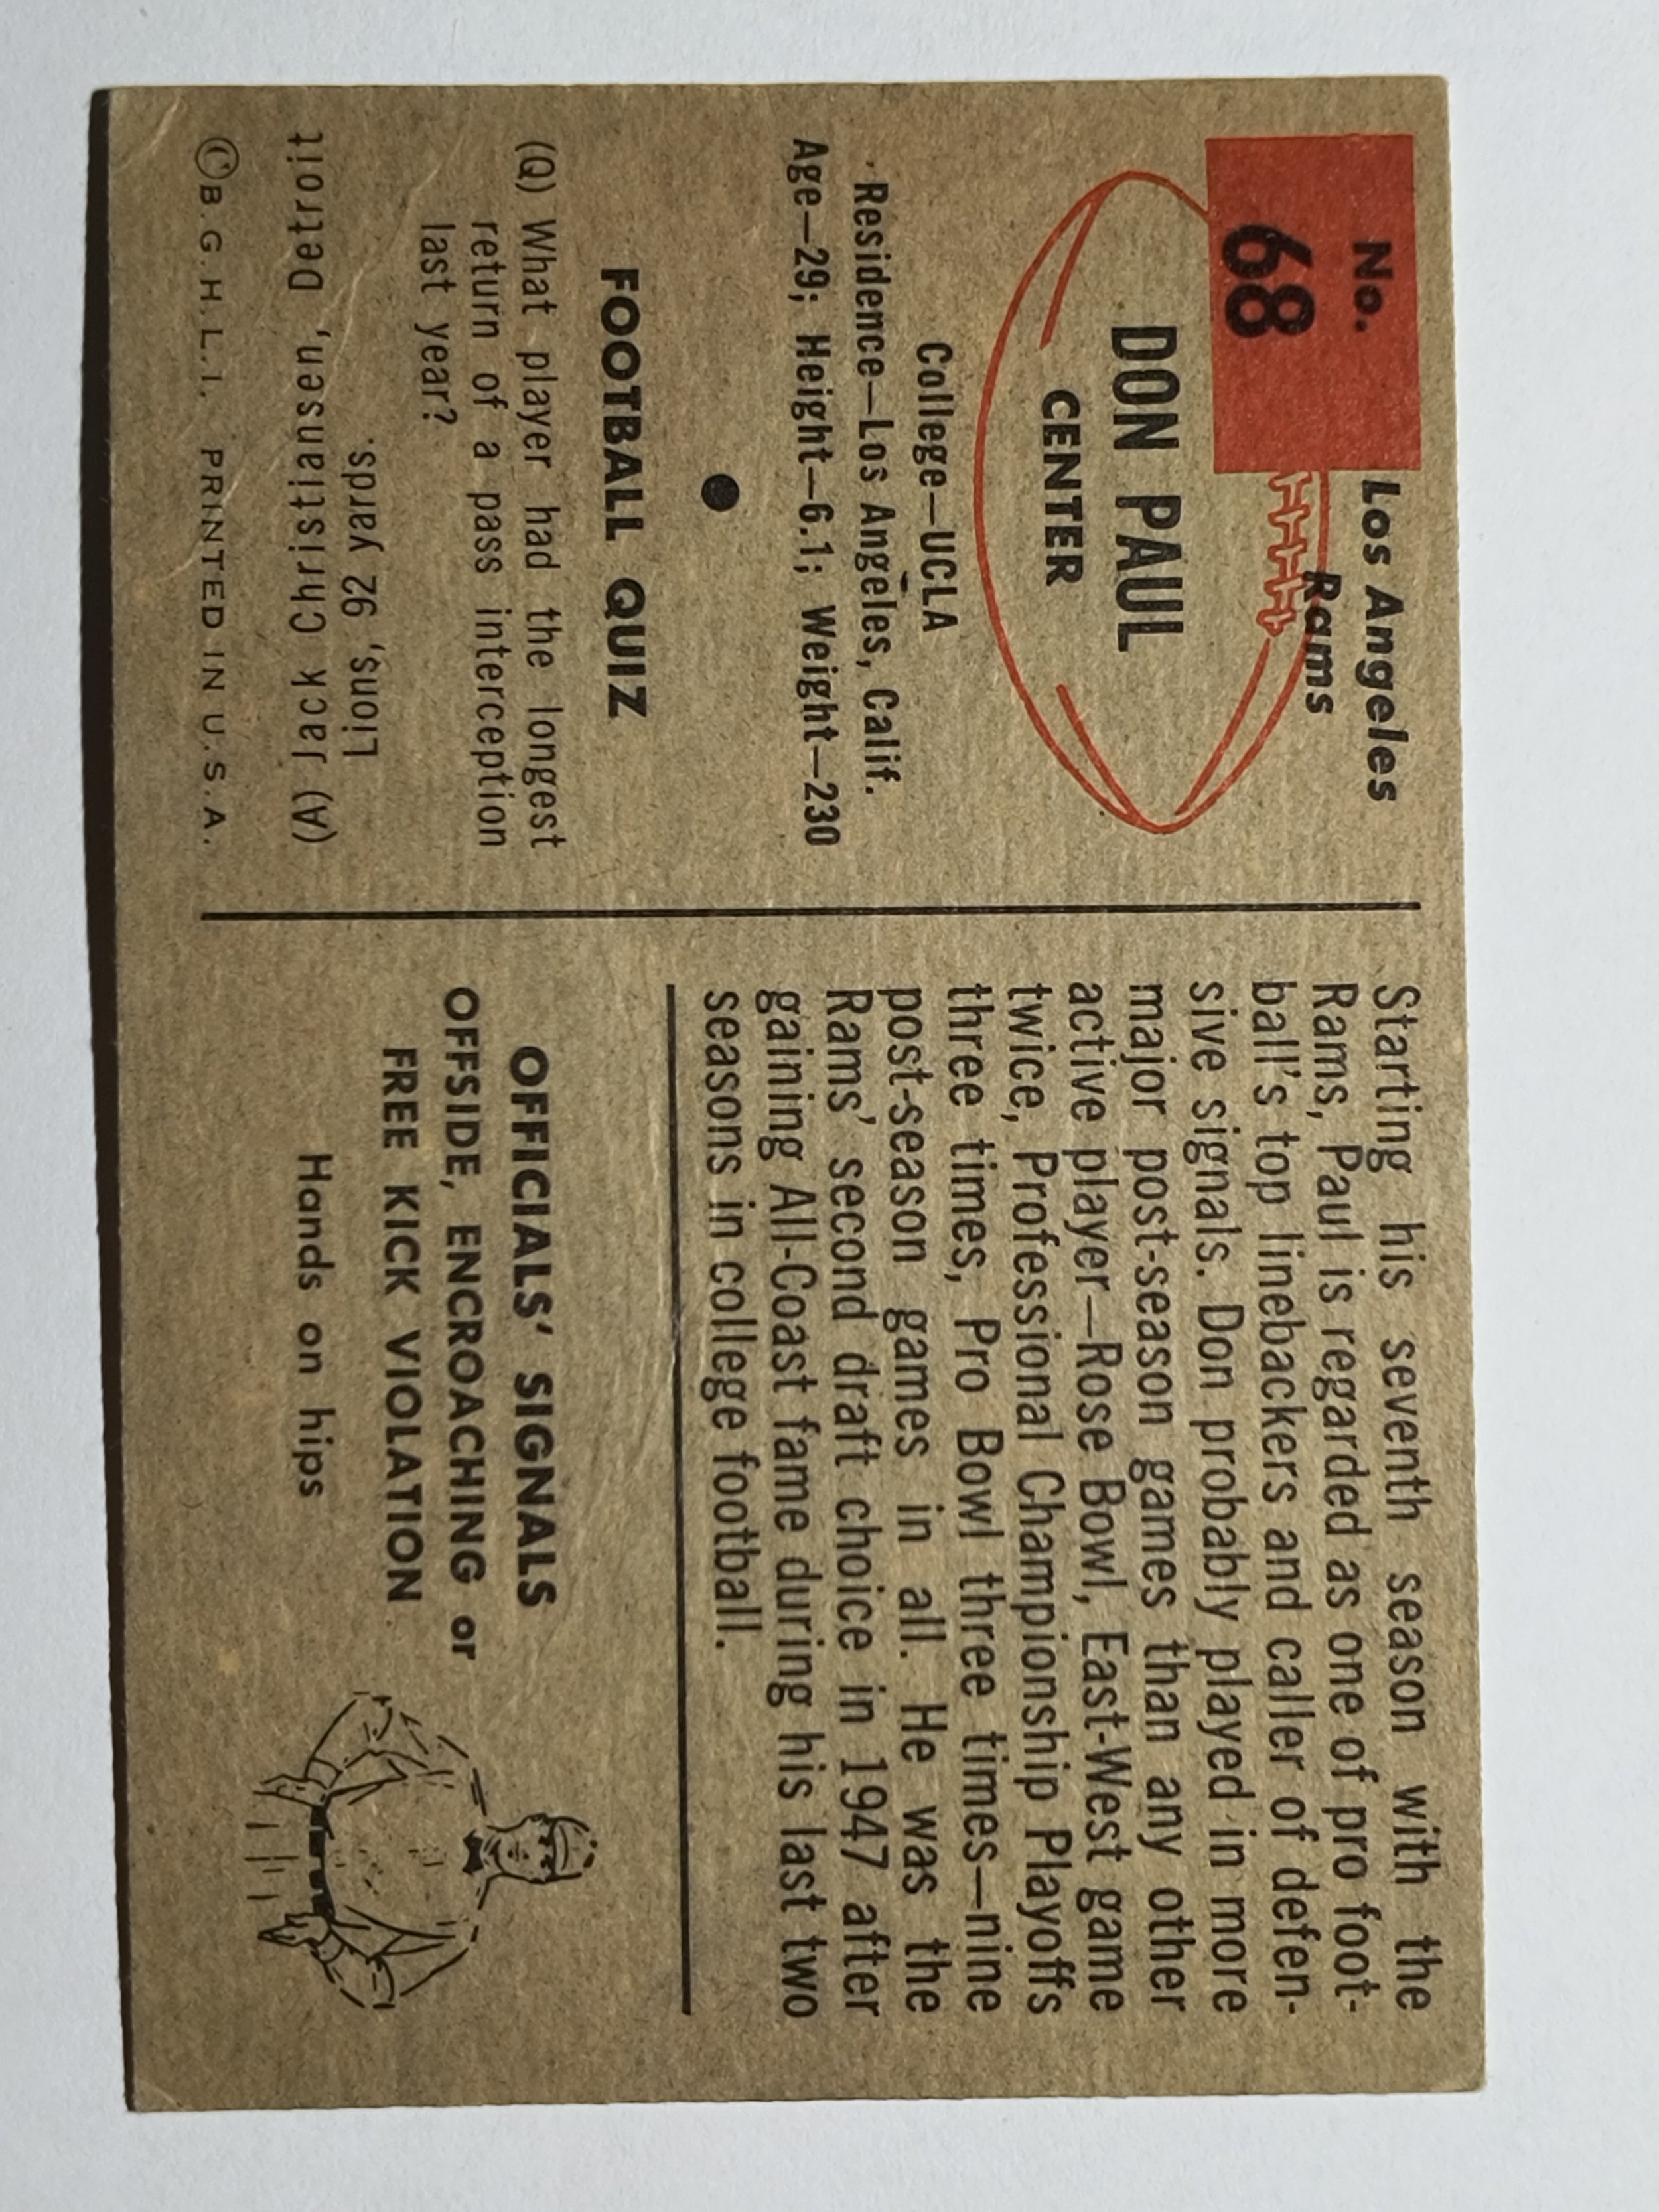 No.
68
Los Angeles
Rams
DON PAUL
CENTER
College—UCLA
Residence—Los Angeles, Calif.
Age—29; Height—6.1; Weight—230
FOOTBALL QUIZ
(Q) What player had the longest
return of a pass interception
last year?
(A) Jack Christiansen, Detroit
Lions, 92 yards.
©B.G.H.L.I. PRINTED IN U.S.A.
Starting his seventh season with the
Rams, Paul is regarded as one of pro foot-
ball's top linebackers and caller of defen-
sive signals. Don probably played in more
major post-season games than any other
active player—Rose Bowl, East-West game
twice, Professional Championship Playoffs
three times, Pro Bowl three times—nine
post-season games in all. He was the
Rams' second draft choice in 1947 after
gaining All-Coast fame during his last two
seasons in college football.
OFFICIALS' SIGNALS
OFFSIDE, ENCROACHING or
FREE KICK VIOLATION
Hands on hips